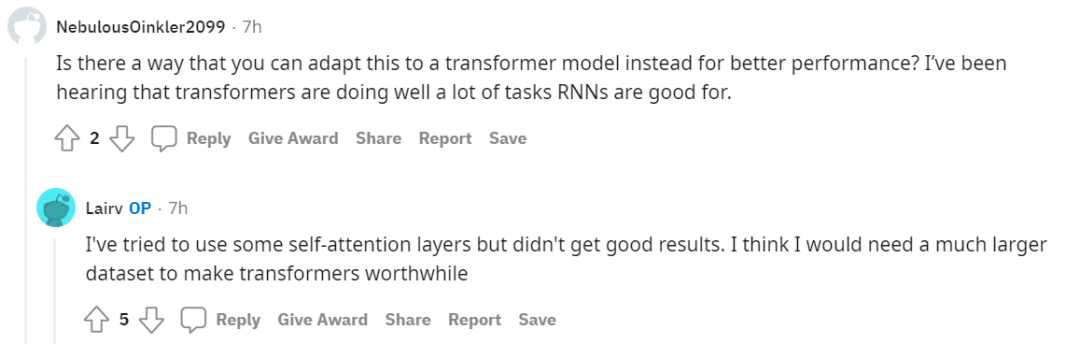 NebulousOinkler2099 · 7h
Is there a way that you can adapt this to a transformer model instead for better performance? I've been
hearing that transformers are doing well a lot of tasks RNNs are good for.
2 Reply Give Award Share Report Save
Lairv OP · 7h
I've tried to use some self-attention layers but didn't get good results. I think I would need a much larger
dataset to make transformers worthwhile
5 Reply Give Award Share Report Save